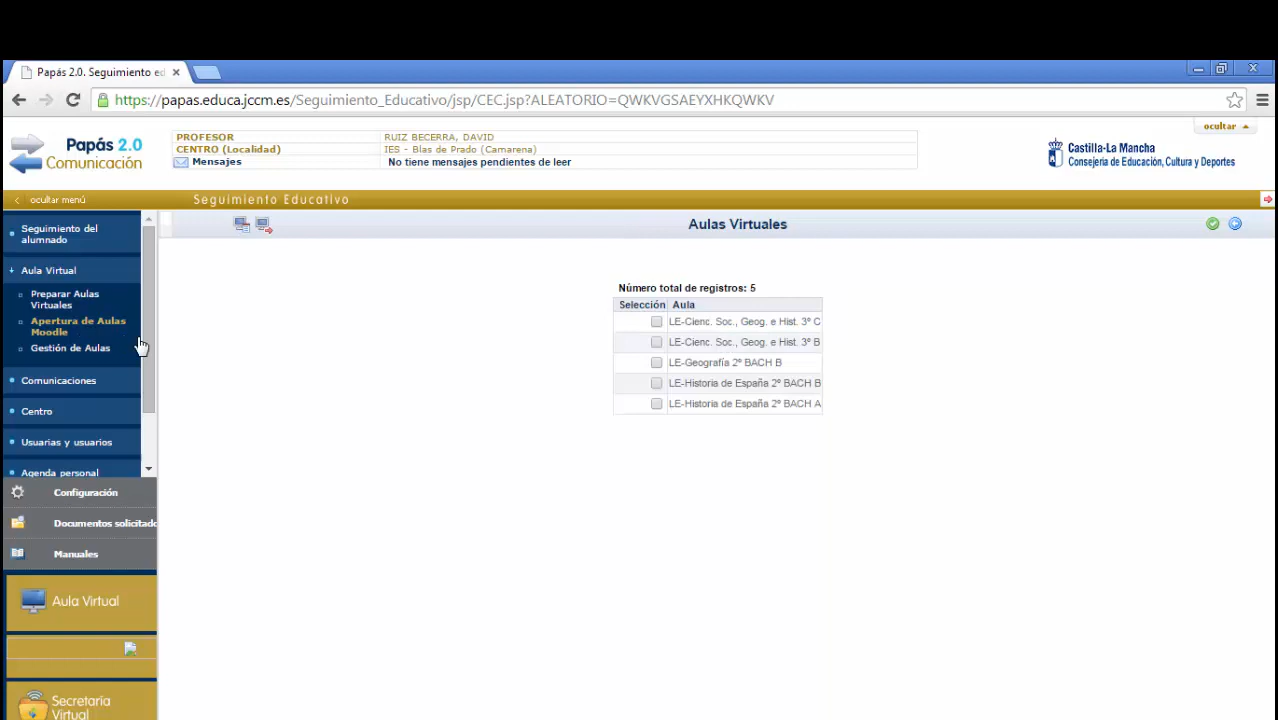 Papás 2.0. Seguimiento ed
https://papas.educa.jccm.es/Seguimiento_Educativo/jsp/CEC.jsp?ALEATORIO=QWKVGSAEYXHKQWKV
ocultar
Papás 2.0
Comunicación
PROFESOR RUIZ BECERRA, DAVID
CENTRO (Localidad) IES - Blas de Prado (Camarena)
Mensajes No tiene mensajes pendientes de leer
Castilla-La Mancha
Consejería de Educación, Cultura y Deportes
ocultar menú
Seguimiento Educativo
Seguimiento del
alumnado
Aula Virtual
Preparar Aulas
Virtuales
Apertura de Aulas
Moodle
Gestión de Aulas
Comunicaciones
Centro
Usuarias y usuarios
Agenda personal
Configuración
Documentos solicitado
Manuales
Aula Virtual
Secretaría
Virtual
Aulas Virtuales
Número total de registros: 5
Selección Aula
LE-Cienc. Soc., Geog. e Hist. 3º C
LE-Cienc. Soc., Geog. e Hist. 3º B
LE-Geografía 2º BACH B
LE-Historia de España 2º BACH B
LE-Historia de España 2º BACH A